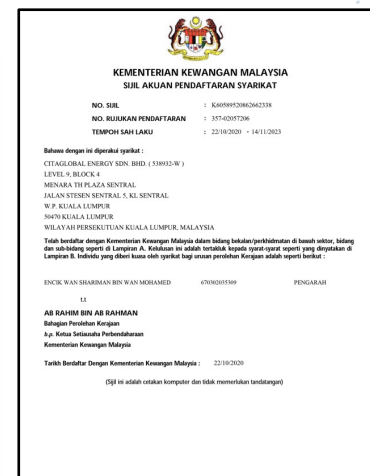 KEMENTERIAN KEWANGAN MALAYSIA
SIJIL AKUAN PENDAFTARAN SYARIKAT
NO. SIJIL : K60589520862662338
NO. RUJUKAN PENDAFTARAN : 357-02057206
TEMPOH SAH LAKU : 22/10/2020 - 14/11/2023
Bahawa dengan ini diperakui syarikat :
CITAGLOBAL ENERGY SDN. BHD. ( 538932-W )
LEVEL 9, BLOCK 4
MENARA TH PLAZA SENTRAL
JALAN STESEN SENTRAL 5, KL SENTRAL
W.P. KUALA LUMPUR
50470 KUALA LUMPUR
WILAYAH PERSEKUTUAN KUALA LUMPUR, MALAYSIA
Telah berdaftar dengan Kementerian Kewangan Malaysia dalam bidang bekalan/perkhidmatan di bawah sektor, bidang
dan sub-bidang seperti di Lampiran A. Kelulusan ini adalah tertakluk kepada syarat-syarat seperti yang dinyatakan di
Lampiran B. Individu yang diberi kuasa oleh syarikat bagi urusan perolehan Kerajaan adalah seperti berikut :
ENCIK WAN SHARIMAN BIN WAN MOHAMED 670302035309 PENGARAH
t.t
AB RAHIM BIN AB RAHMAN
Bahagian Perolehan Kerajaan
b.p. Ketua Setiausaha Perbendaharaan
Kementerian Kewangan Malaysia
Tarikh Berdaftar Dengan Kementerian Kewangan Malaysia : 22/10/2020
(Sijil ini adalah cetakan komputer dan tidak memerlukan tandatangan)